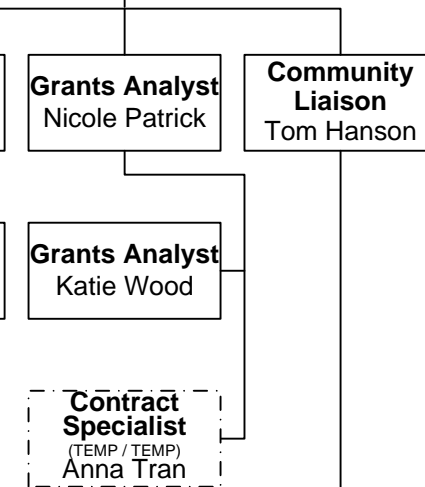 Grants Analyst
Nicole Patrick
Community
Liaison
Tom Hanson
Grants Analyst
Katie Wood
Contract
Specialist
(TEMP / TEMP)
Anna Tran